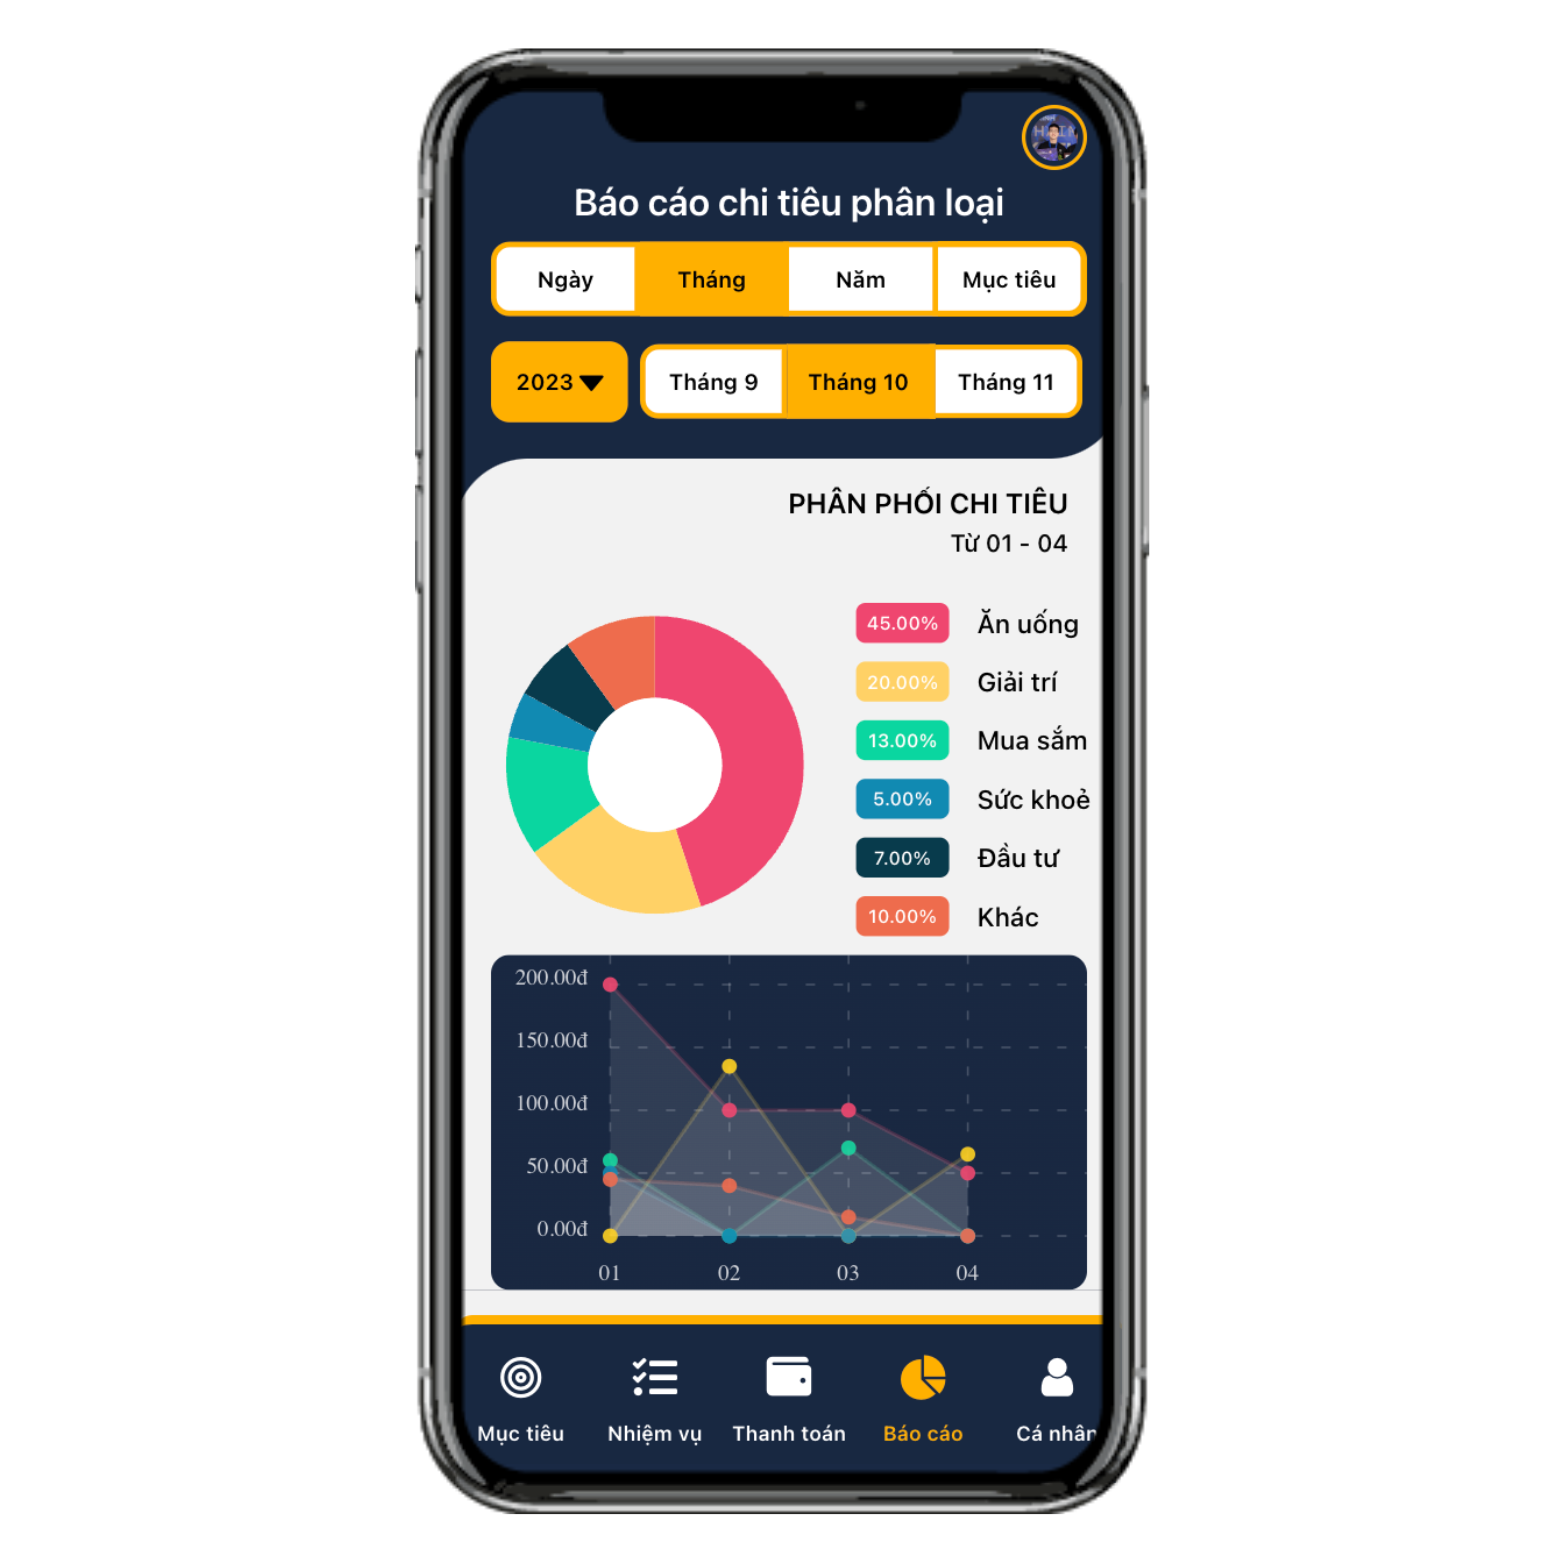 Báo cáo chi tiêu phân loại
Ngày Tháng Năm Mục tiêu
2023 Tháng 9 Tháng 10 Tháng 11
PHÂN PHỐI CHI TIÊU
Từ 01 - 04
45.00% Ăn uống
20.00% Giải trí
13.00% Mua sắm
5.00% Sức khoẻ
7.00% Đầu tư
10.00% Khác
200.00đ
150.00đ
100.00đ
50.00đ
0.00đ
01 02 03 04
Mục tiêu Nhiệm vụ Thanh toán Báo cáo Cá nhân